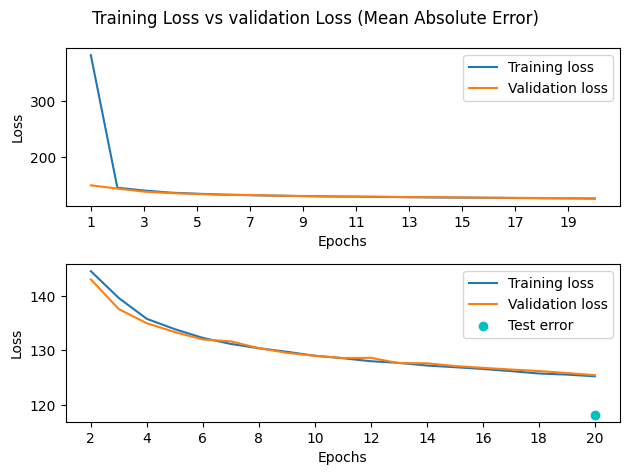 Training Loss vs validation Loss (Mean Absolute Error)
Training loss
Validation loss
300
200
Loss
1 3 5 7 9 11 13 15 17 19
Epochs
Training loss
Validation loss
Test error
140
130
120
Loss
2 4 6 8 10 12 14 16 18 20
Epochs